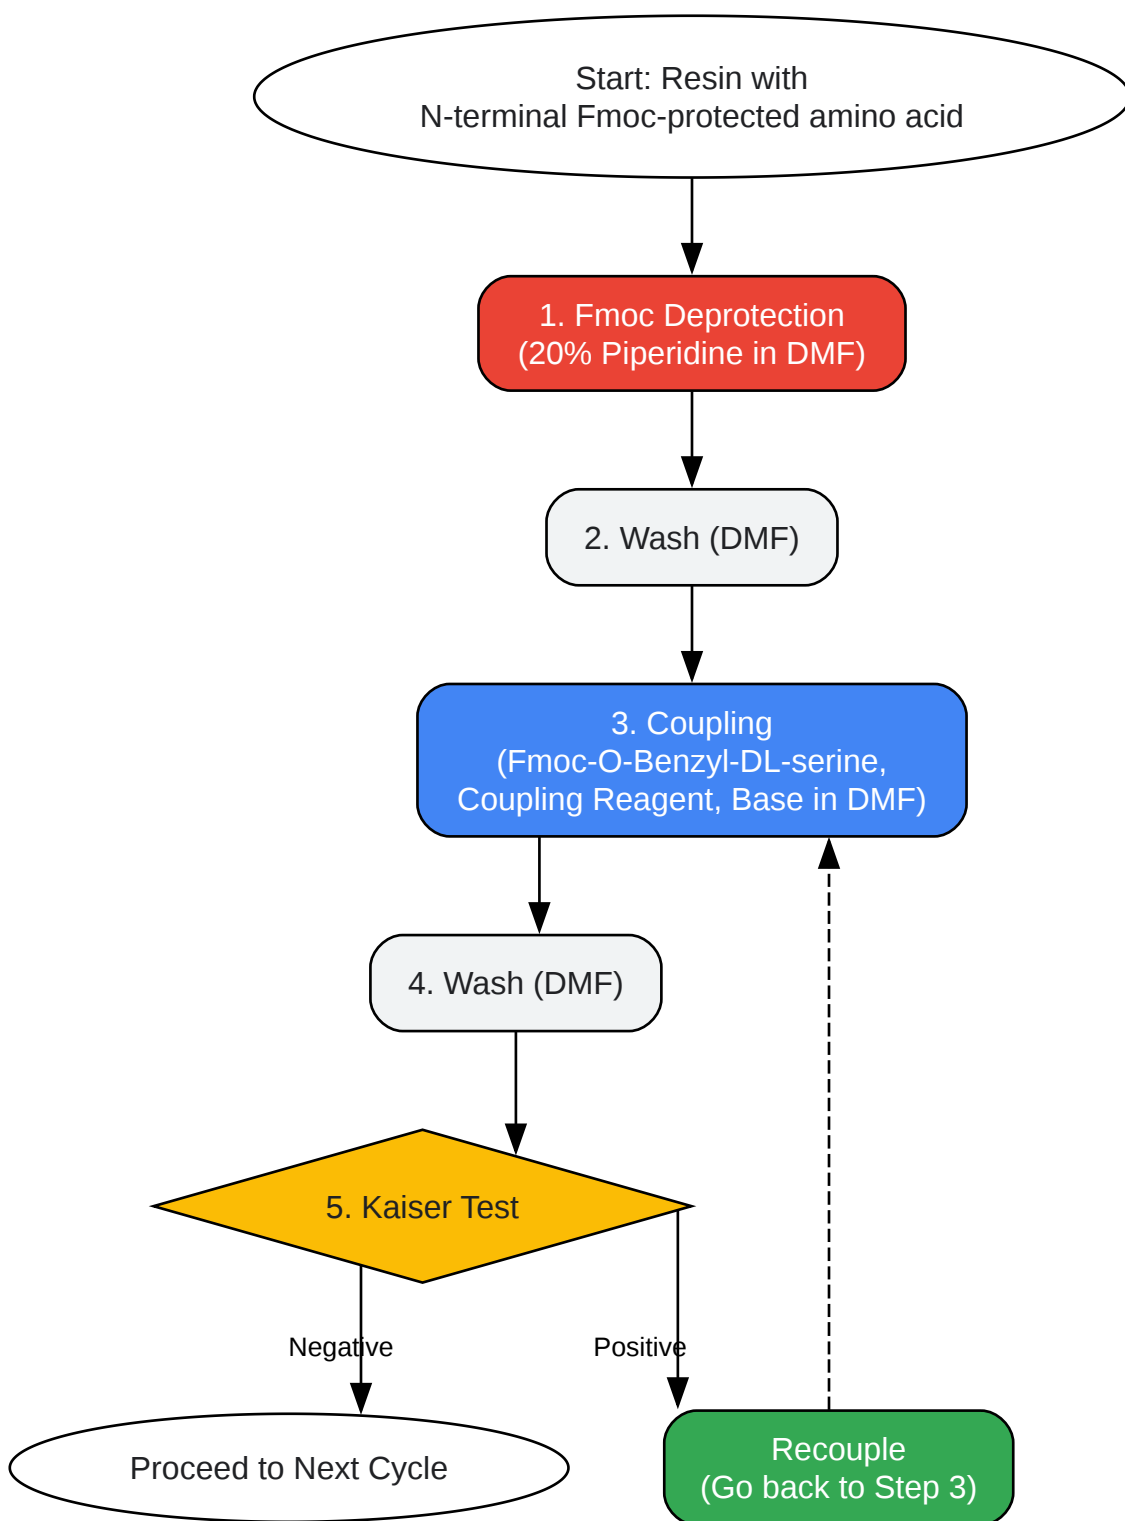 Start: Resin with
N-terminal Fmoc-protected amino acid
1. Fmoc Deprotection
(20% Piperidine in DMF)
2. Wash (DMF)
3. Coupling
(Fmoc-O-Benzyl-DL-serine,
Coupling Reagent, Base in DMF)
4. Wash (DMF)
5. Kaiser Test
Negative
Positive
Proceed to Next Cycle
Recouple
(Go back to Step 3)